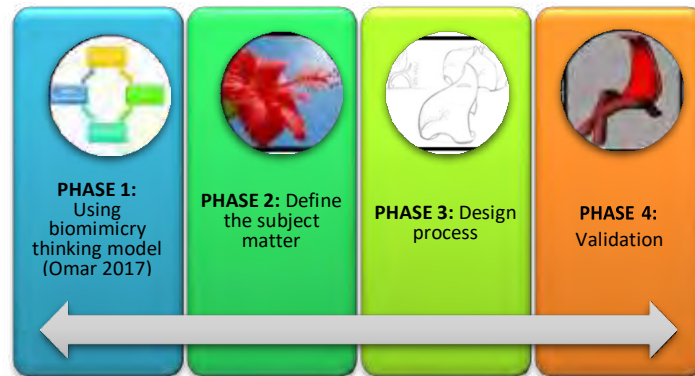 PHASE 1:
Using
biomimicry
thinking model
(Omar 2017)
PHASE 2: Define
the subject
matter
PHASE 3: Design
process
PHASE 4:
Validation